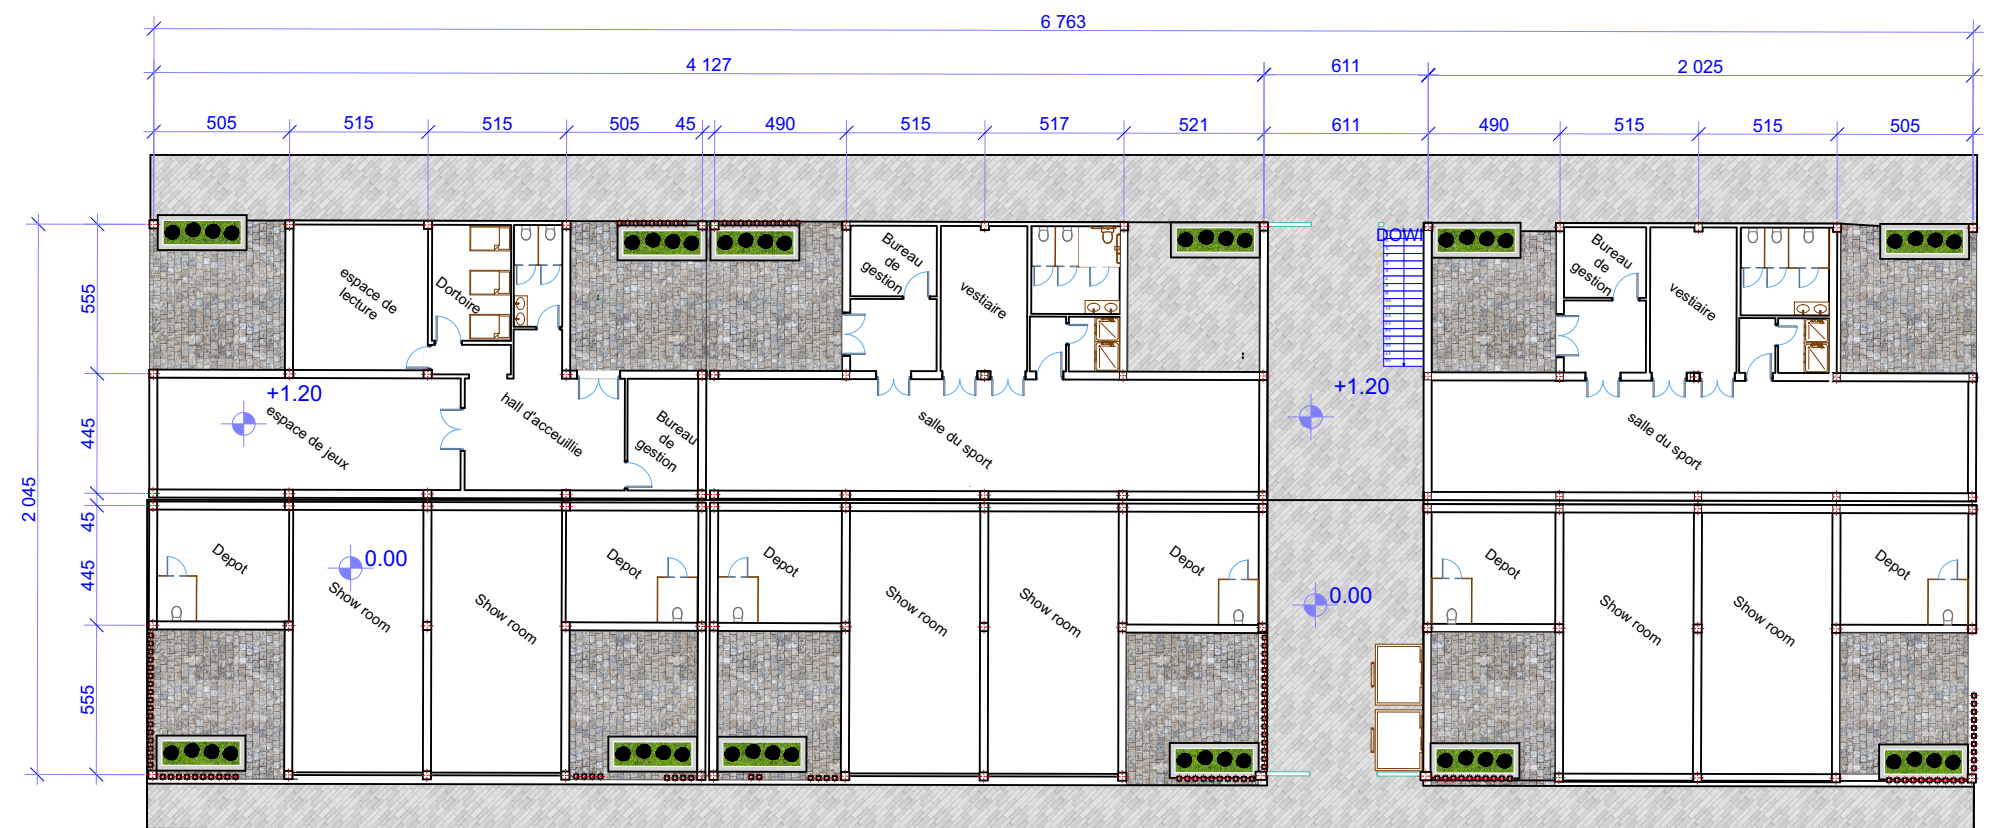 6 763
4 127
611
2 025
505
515
515
505
45
490
515
517
521
611
490
515
515
505
DOWN
espace de
lecture
Dortoire
Bureau
de
gestion
vestiaire
Bureau
de
gestion
vestiaire
555
445
2 045
45
445
555
+1.20
espace de jeux
hall d'acceuillie
Bureau
de
gestion
salle du sport
+1.20
salle du sport
Depot
0.00
Show room
Show room
Depot
Depot
Show room
Show room
Depot
0.00
Depot
Show room
Show room
Depot